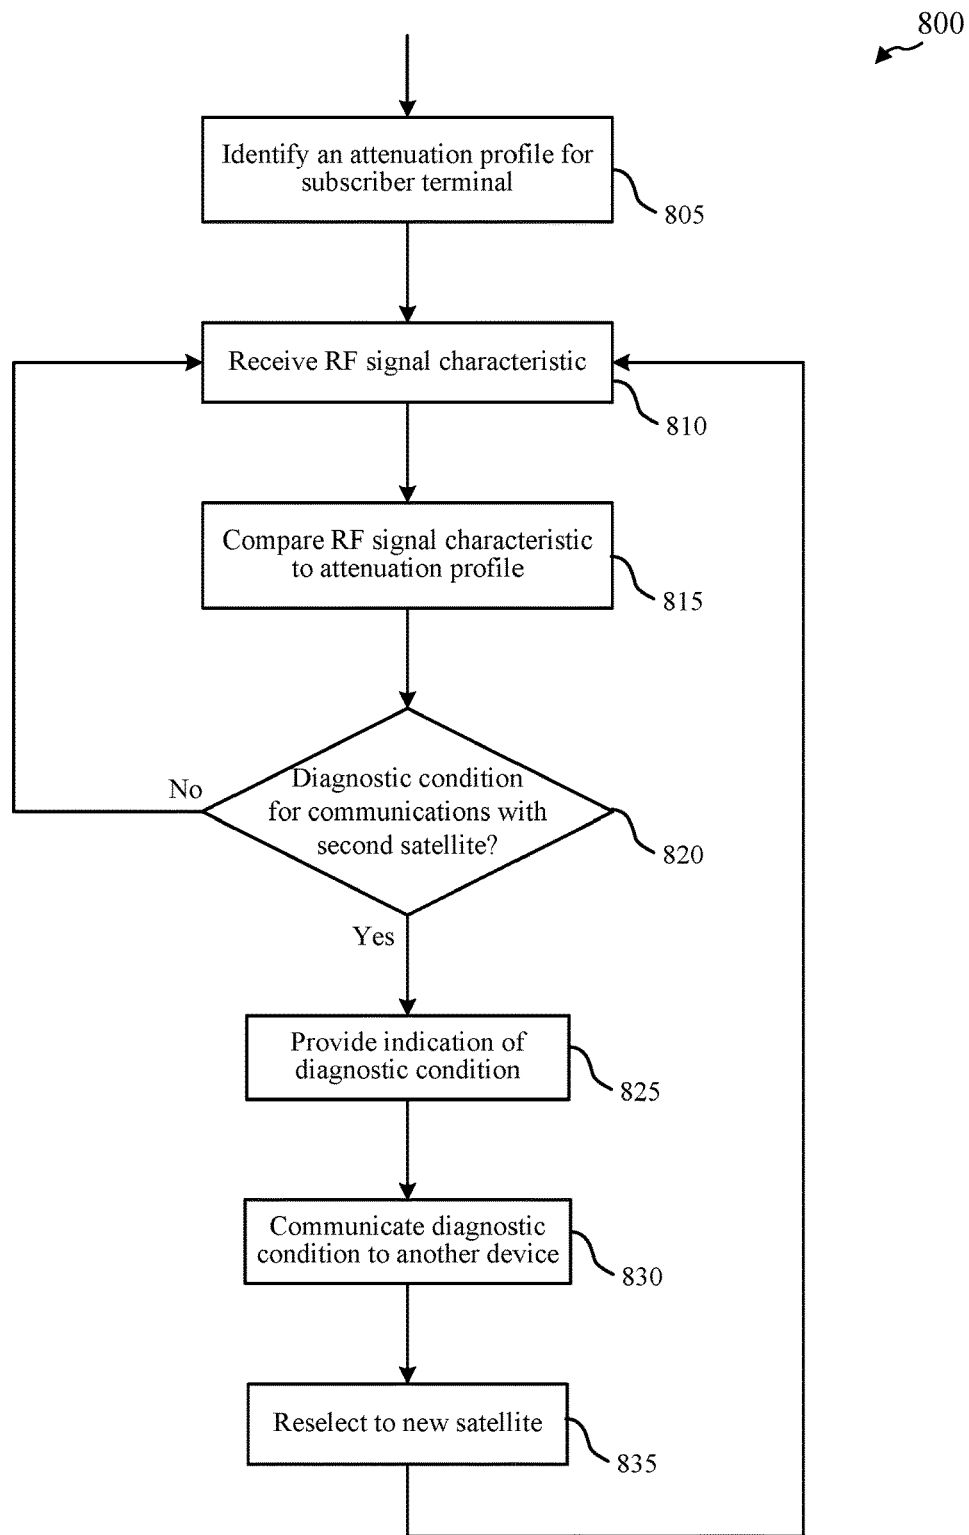 800
Identify an attenuation profile for
subscriber terminal
805
Receive RF signal characteristic
810
Compare RF signal characteristic
to attenuation profile
815
No
Diagnostic condition
for communications with
second satellite?
820
Yes
Provide indication of
diagnostic condition
825
Communicate diagnostic
condition to another device
830
Reselect to new satellite
835